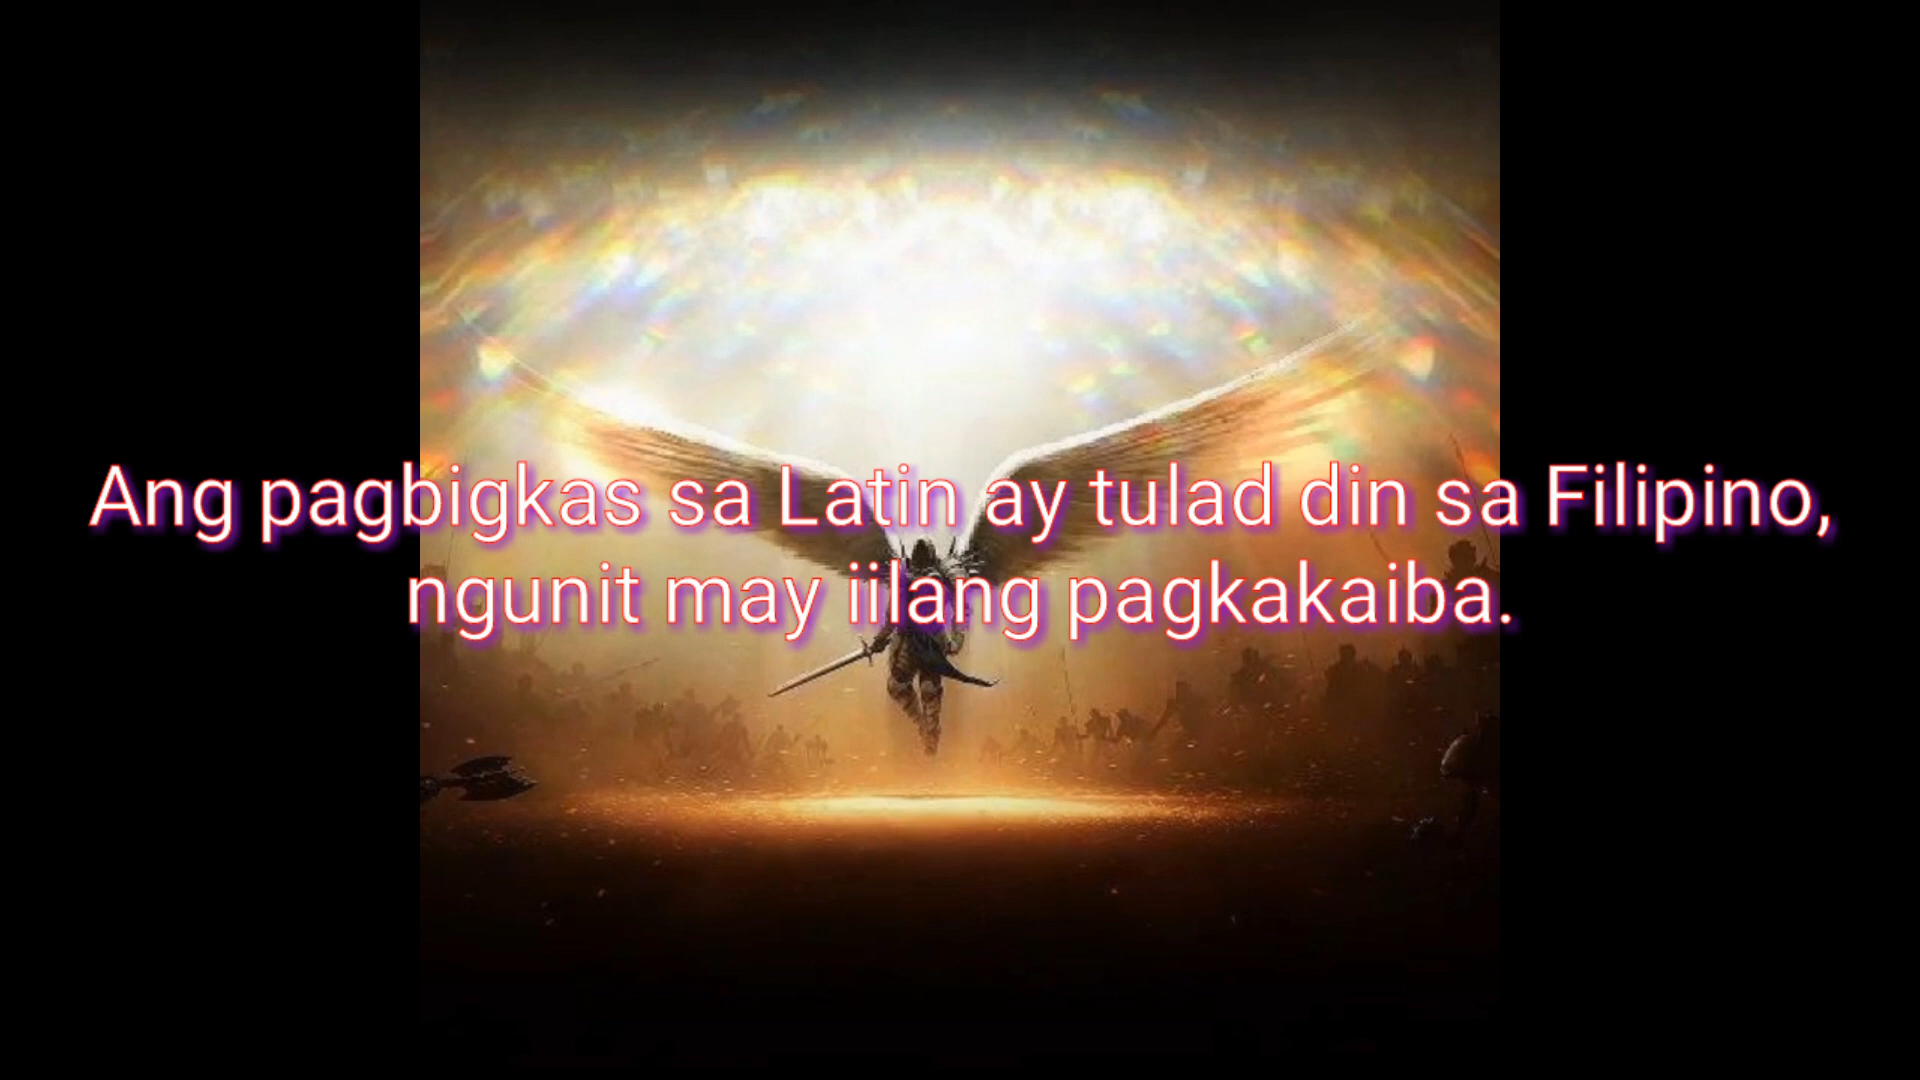 Ang pagbigkas sa Latin ay tulad din sa Filipino,
ngunit may iilang pagkakaiba.